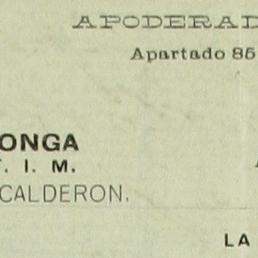 APODERAD
Apartado 85
ONGA
. I. M.
CALDERON.
LA